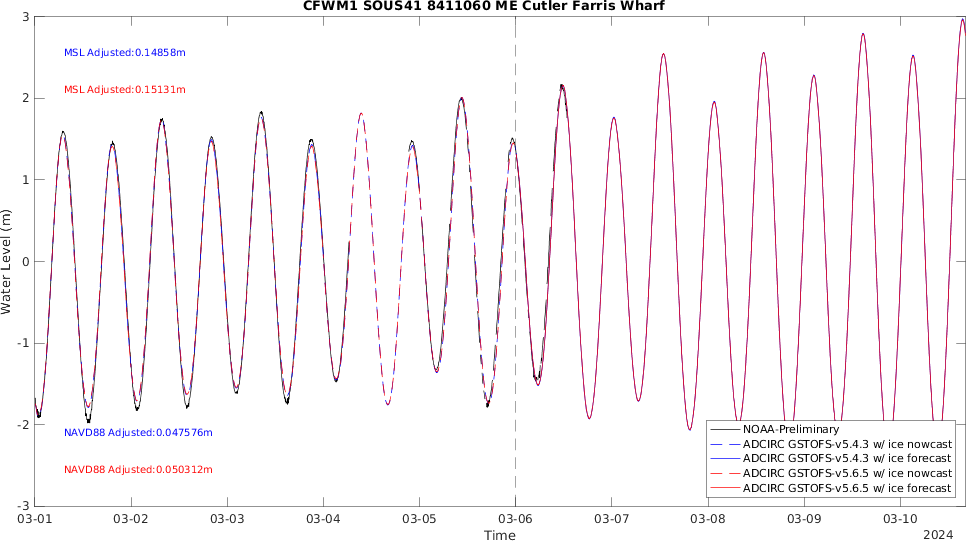 CFWM1 SOUS41 8411060 ME Cutler Farris Wharf
3
2
1
0
-1
-2
-3
Water Level (m)
MSL Adjusted:0.14858m
MSL Adjusted:0.15131m
NAVD88 Adjusted:0.047576m
NAVD88 Adjusted:0.050312m
NOAA-Preliminary
ADCIRC GSTOFS-v5.4.3 w/ ice nowcast
ADCIRC GSTOFS-v5.4.3 w/ ice forecast
ADCIRC GSTOFS-v5.6.5 w/ ice nowcast
ADCIRC GSTOFS-v5.6.5 w/ ice forecast
03-01 03-02 03-03 03-04 03-05 03-06 03-07 03-08 03-09 03-10
Time
2024